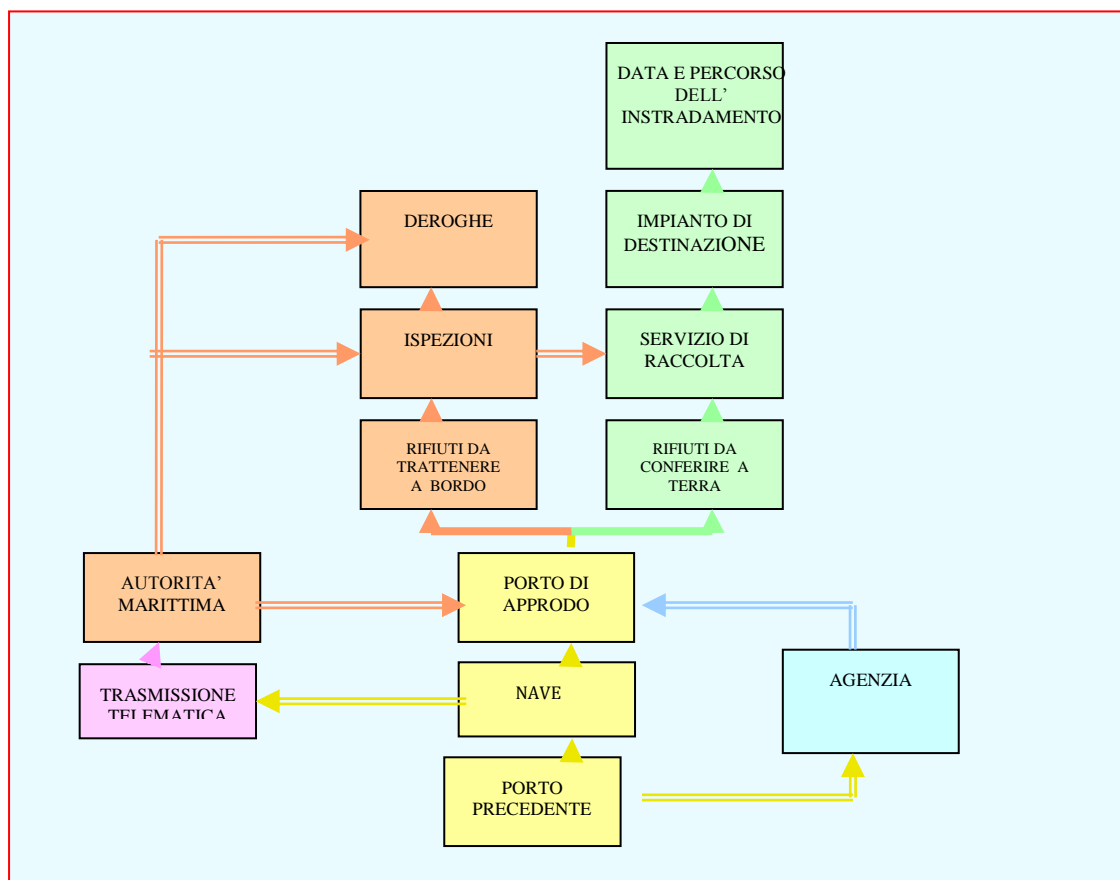 DATA E PERCORSO
DELL’
INSTRADAMENTO
DEROGHE
IMPIANTO DI
DESTINAZIONE
ISPEZIONI
SERVIZIO DI
RACCOLTA
RIFIUTI DA
TRATTENERE
A BORDO
RIFIUTI DA
CONFERIRE A
TERRA
AUTORITA’
MARITTIMA
PORTO DI
APPRODO
TRASMISSIONE
TELEMATICA
NAVE
AGENZIA
PORTO
PRECEDENTE